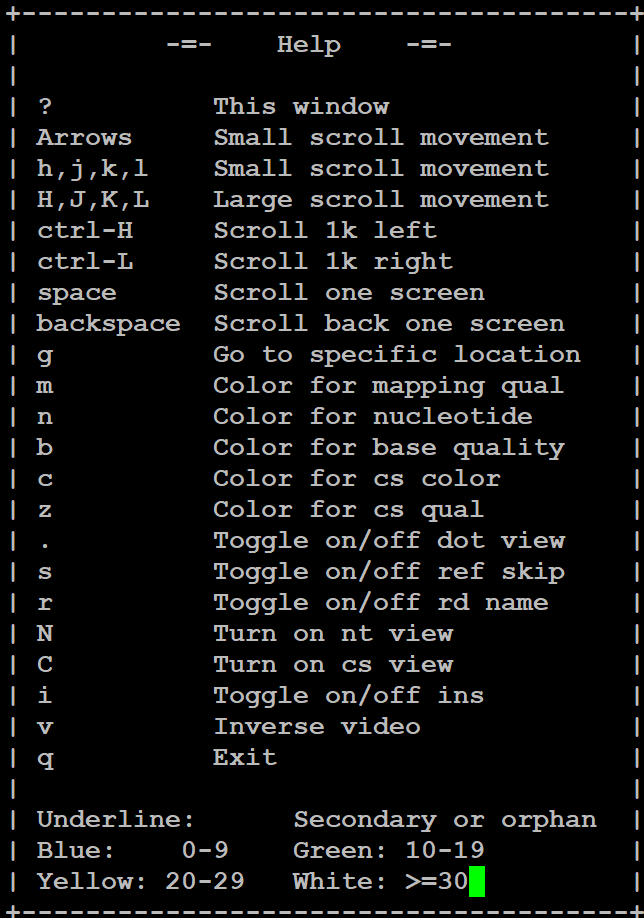 +--------------------------------------+
|         -=-    Help    -=-           |
|                                      |
| ?          This window               |
| Arrows     Small scroll movement     |
| h,j,k,l    Small scroll movement     |
| H,J,K,L    Large scroll movement     |
| ctrl-H     Scroll 1k left            |
| ctrl-L     Scroll 1k right           |
| space      Scroll one screen         |
| backspace  Scroll back one screen    |
| g          Go to specific location   |
| m          Color for mapping qual    |
| n          Color for nucleotide      |
| b          Color for base quality    |
| c          Color for cs color        |
| z          Color for cs qual         |
| .          Toggle on/off dot view    |
| s          Toggle on/off ref skip    |
| r          Toggle on/off rd name     |
| N          Turn on nt view           |
| C          Turn on cs view           |
| i          Toggle on/off ins         |
| v          Inverse video             |
| q          Exit                      |
|                                      |
| Underline:      Secondary or orphan  |
| Blue:    0-9    Green: 10-19         |
| Yellow: 20-29   White: >=30          |
+--------------------------------------+